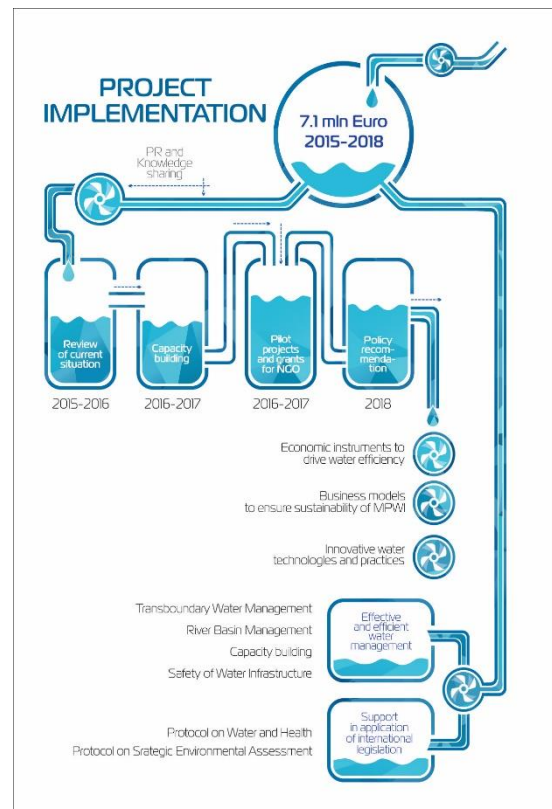 PROJECT
IMPLEMENTATION
7.1 mln Euro
2015-2018
PR and
Knowledge
sharing
Review
of current
situation
2015-2016
Capacity
building
2016-2017
Pilot
projects
and grants
for NGO
2016-2017
Policy
recom-
menda-
tion
2018
Economic instruments to
drive water efficiency
Business models
to ensure sustainability of MPWI
Innovative water
technologies and practices
Transboundary Water Management
River Basin Management
Capacity building
Safety of Water Infrastructure
Effective
and efficient
water
management
Protocol on Water and Health
Protocol on Srategic Environmental Assessment
Support
in application
of international
legislation